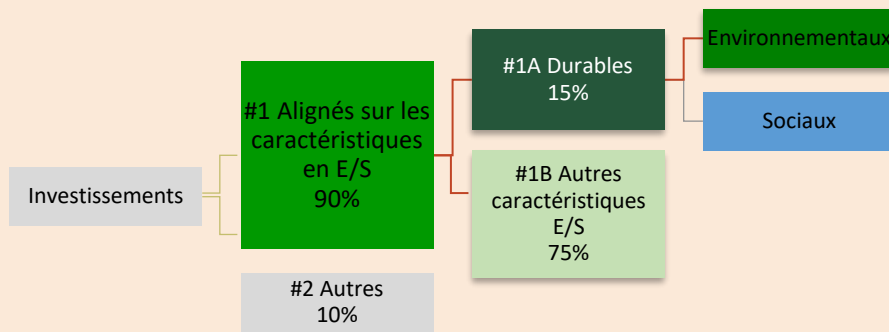 Investissements
#1 Alignés sur les
caractéristiques
en E/S
90%
#2 Autres
10%
#1A Durables
15%
#1B Autres
caractéristiques
E/S
75%
Environnementaux
Sociaux